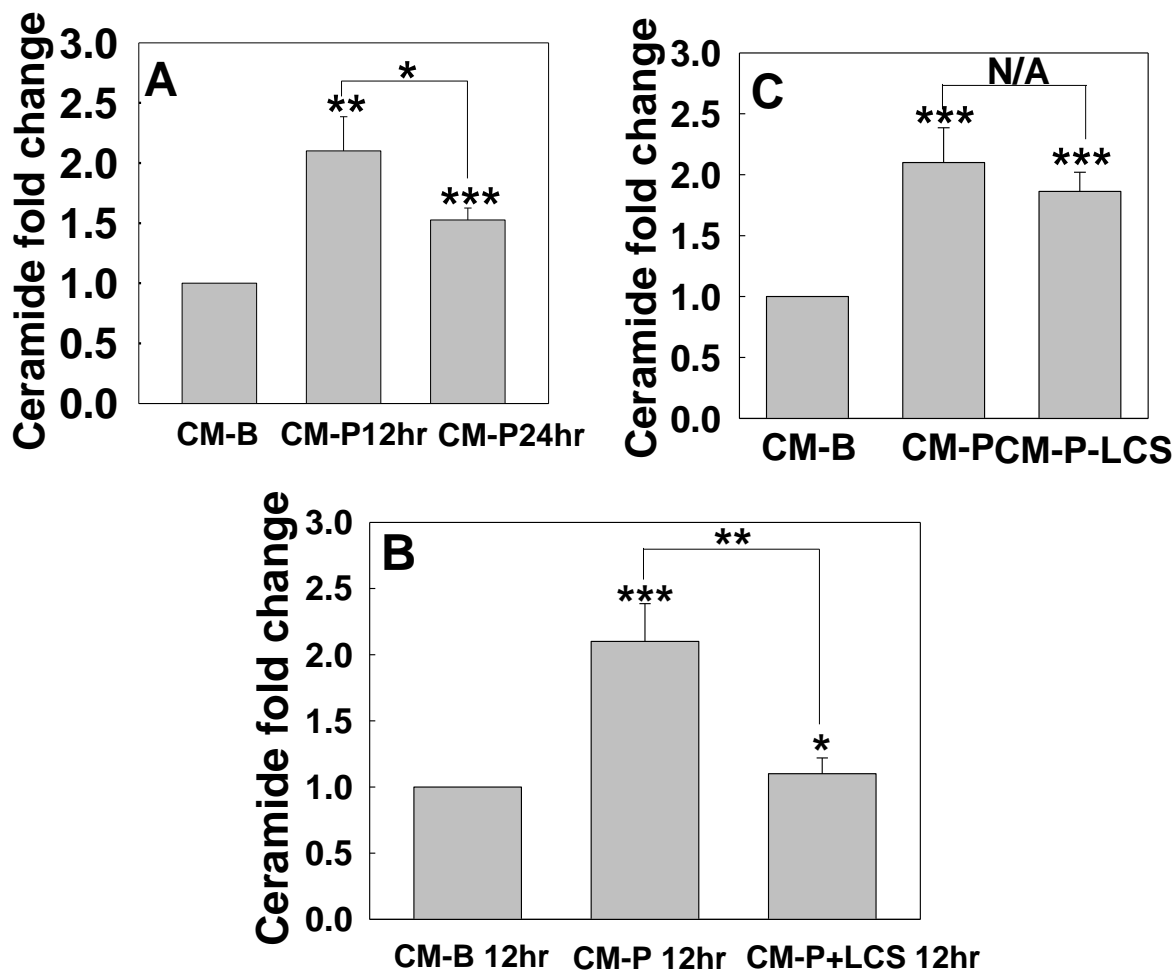 A
Ceramide fold change
3.0
2.5
2.0
1.5
1.0
0.5
0.0
*
**
***
CM-B CM-P12hr CM-P24hr
C
Ceramide fold change
3.0
2.5
2.0
1.5
1.0
0.5
0.0
N/A
***
***
CM-B CM-P CM-P-LCS
B
Ceramide fold change
3.0
2.5
2.0
1.5
1.0
0.5
0.0
**
***
*
CM-B 12hr CM-P 12hr CM-P+LCS 12hr